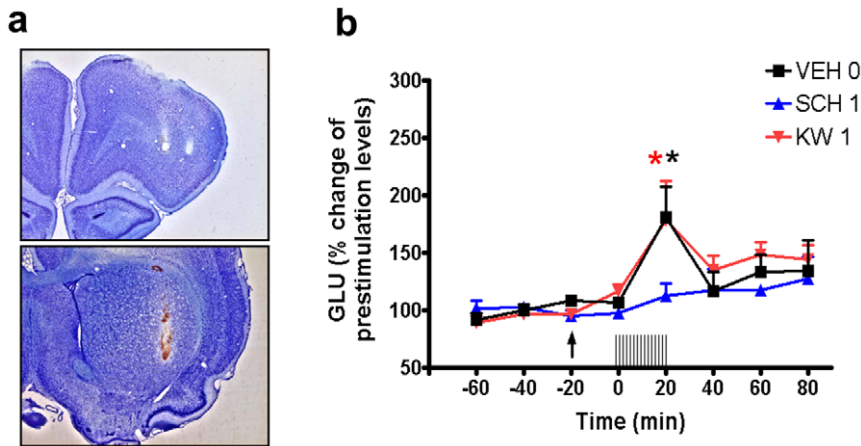 a
b
VEH 0
SCH 1
KW 1
GLU (% change of
prestimulation levels)
300
250
200
150
100
50
* *
-60 -40 -20 0 20 40 60 80
Time (min)